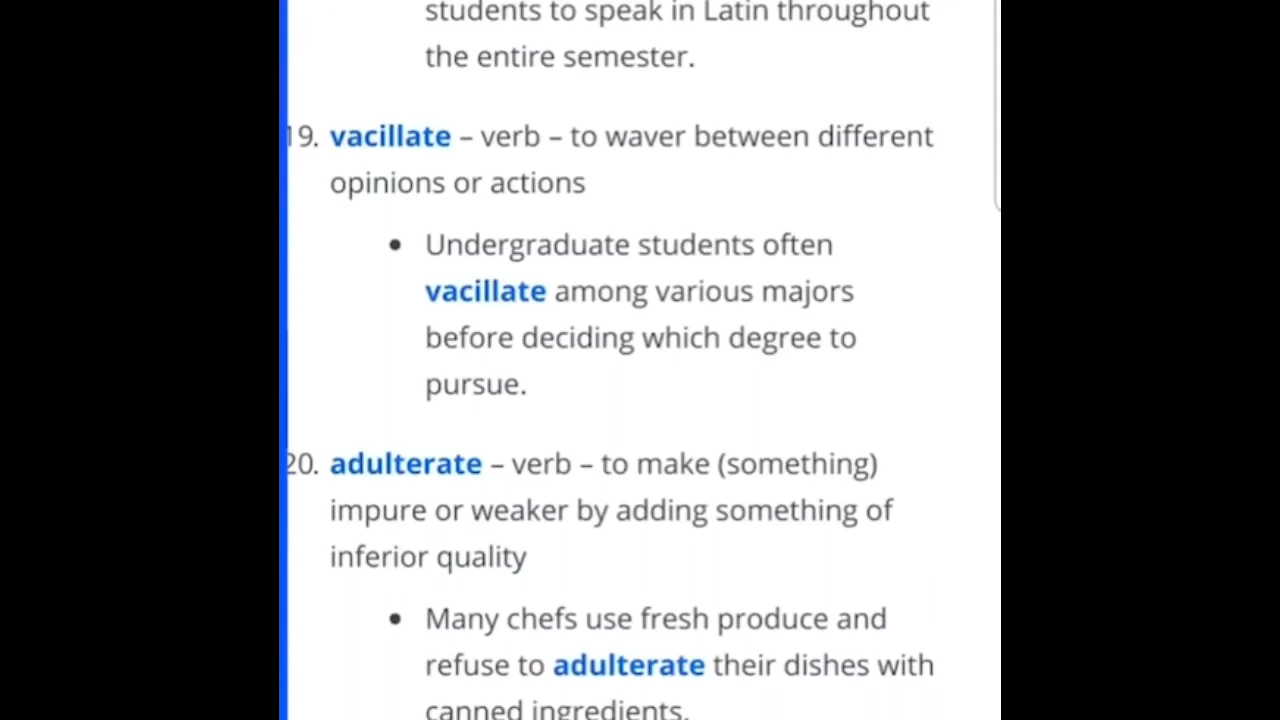 students to speak in Latin throughout
the entire semester.
19. vacillate – verb – to waver between different
opinions or actions
• Undergraduate students often
vacillate among various majors
before deciding which degree to
pursue.
20. adulterate – verb – to make (something)
impure or weaker by adding something of
inferior quality
• Many chefs use fresh produce and
refuse to adulterate their dishes with
canned ingredients.